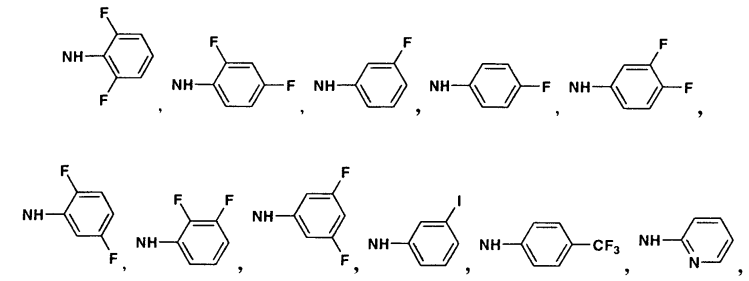 F F F F
NH NH F NH NH F NH F
F , , , , ,
F F F F I
NH NH NH NH NH CF3 NH
F , , F , , , N ,